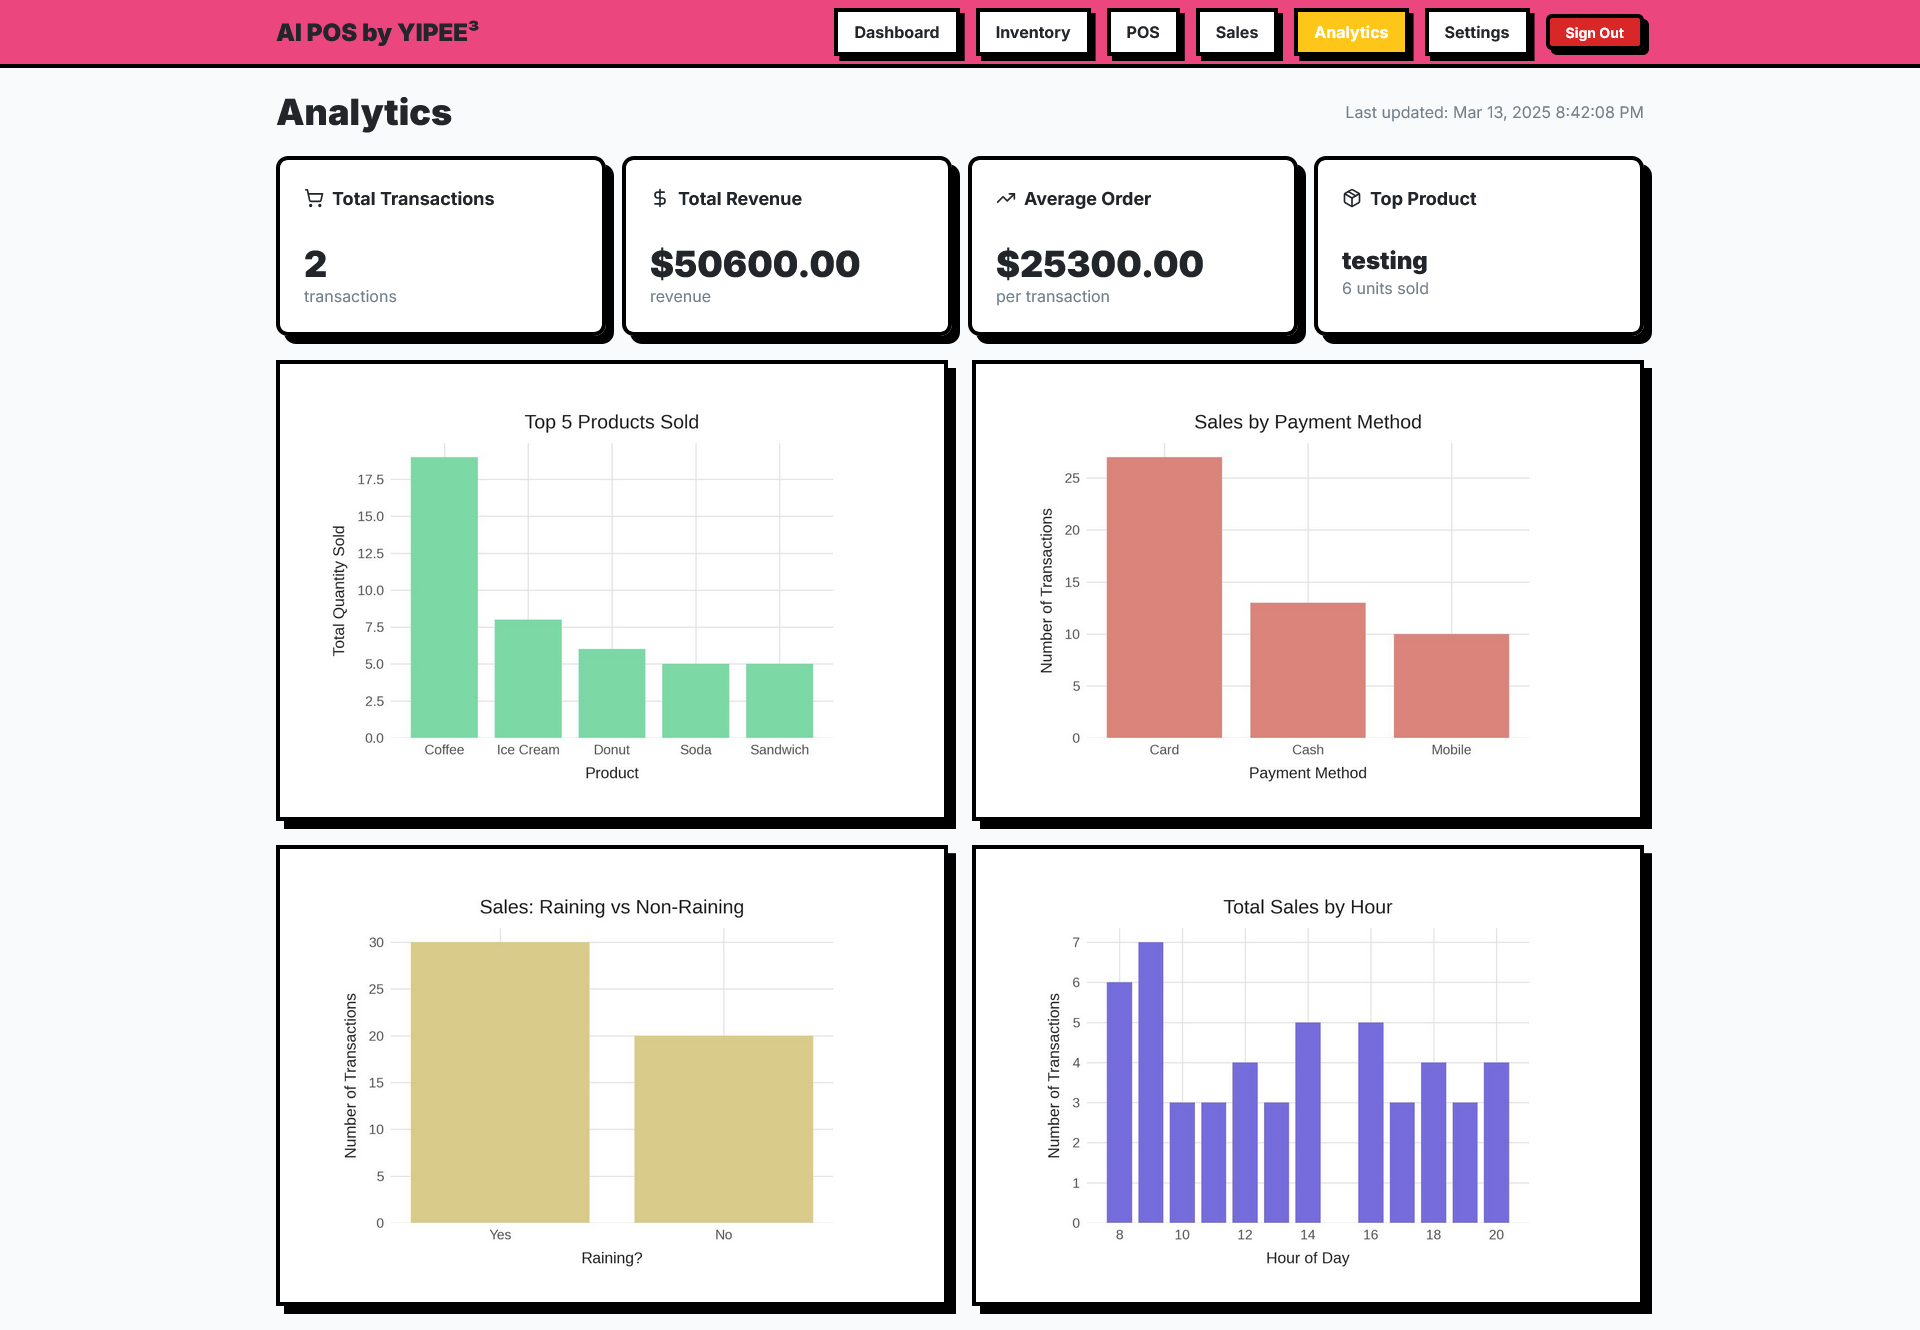 AI POS by YIPEE³
Dashboard
Inventory
POS
Sales
Analytics
Settings
Sign Out
Analytics
Last updated: Mar 13, 2025 8:42:08 PM
Total Transactions
2
transactions
Total Revenue
$50600.00
revenue
Average Order
$25300.00
per transaction
Top Product
testing
6 units sold
Top 5 Products Sold
Total Quantity Sold
17.5
15.0
12.5
10.0
7.5
5.0
2.5
0.0
Coffee
Ice Cream
Donut
Soda
Sandwich
Product
Sales by Payment Method
Number of Transactions
25
20
15
10
5
0
Card
Cash
Mobile
Payment Method
Sales: Raining vs Non-Raining
Number of Transactions
30
25
20
15
10
5
0
Yes
No
Raining?
Total Sales by Hour
Number of Transactions
7
6
5
4
3
2
1
0
8
10
12
14
16
18
20
Hour of Day